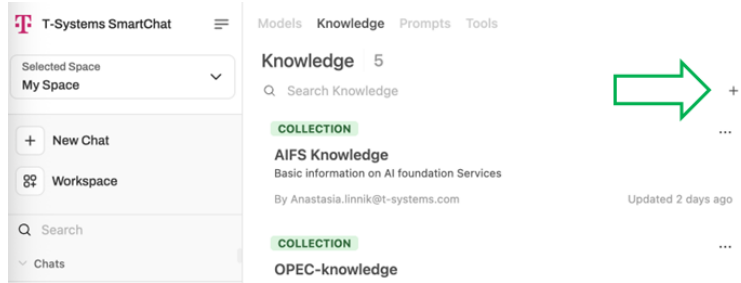 T-Systems SmartChat
Models Knowledge Prompts Tools
Selected Space
My Space
Knowledge 5
Search Knowledge
+
New Chat
Workspace
Search
Chats
COLLECTION
...
AIFS Knowledge
Basic information on AI foundation Services
By Anastasia.linnik@t-systems.com Updated 2 days ago
COLLECTION
...
OPEC-knowledge